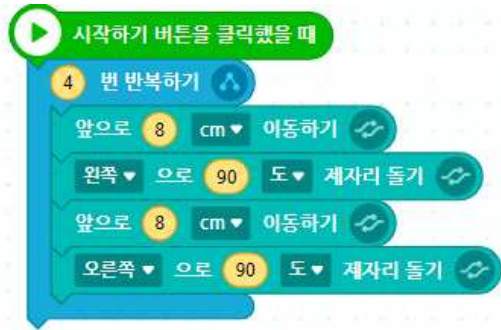 시작하기 버튼을 클릭했을 때
4 번 반복하기
앞으로 8 cm 이동하기
왼쪽 으로 90 도 제자리 돌기
앞으로 8 cm 이동하기
오른쪽 으로 90 도 제자리 돌기